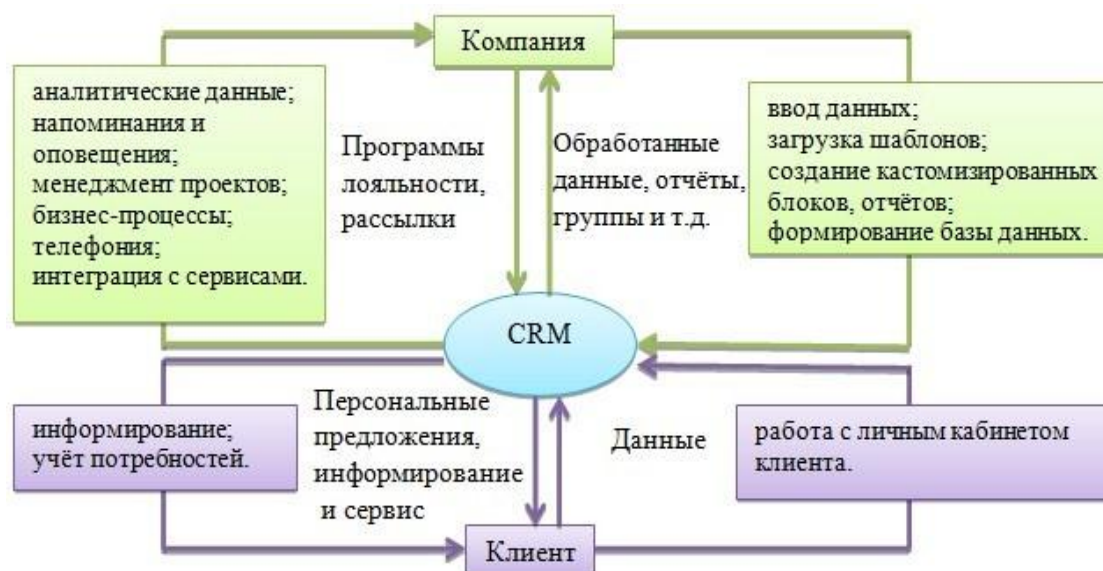 Компания
аналитические данные;
напоминания и
оповещения;
менеджмент проектов;
бизнес-процессы;
телефония;
интеграция с сервисами.
Программы
лояльности,
рассылки
Обработанные
данные, отчёты,
группы и т.д.
ввод данных;
загрузка шаблонов;
создание кастомизированных
блоков, отчётов;
формирование базы данных.
CRM
информирование;
учёт потребностей.
Персональные
предложения,
информирование
и сервис
Данные
работа с личным кабинетом
клиента.
Клиент